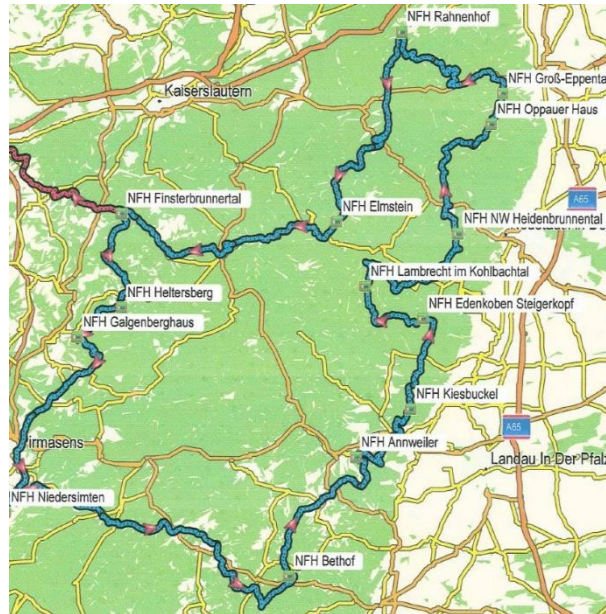 NFH Rahnenhof
Kaiserslautern
NFH Groß-Eppenta
NFH Oppauer Haus
A65
NFH Finsterbrunnertal
NFH Elmstein
NFH NW Heidenbrunnental
NFH Lambrecht im Kohlbachtal
NFH Heltersberg
NFH Edenkoben Steigerkopf
NFH Galgenberghaus
NFH Kiesbuckel
A65
irmasens
NFH Annweiler
Landau In Der Pfalz
NFH Niedersimten
NFH Bethof